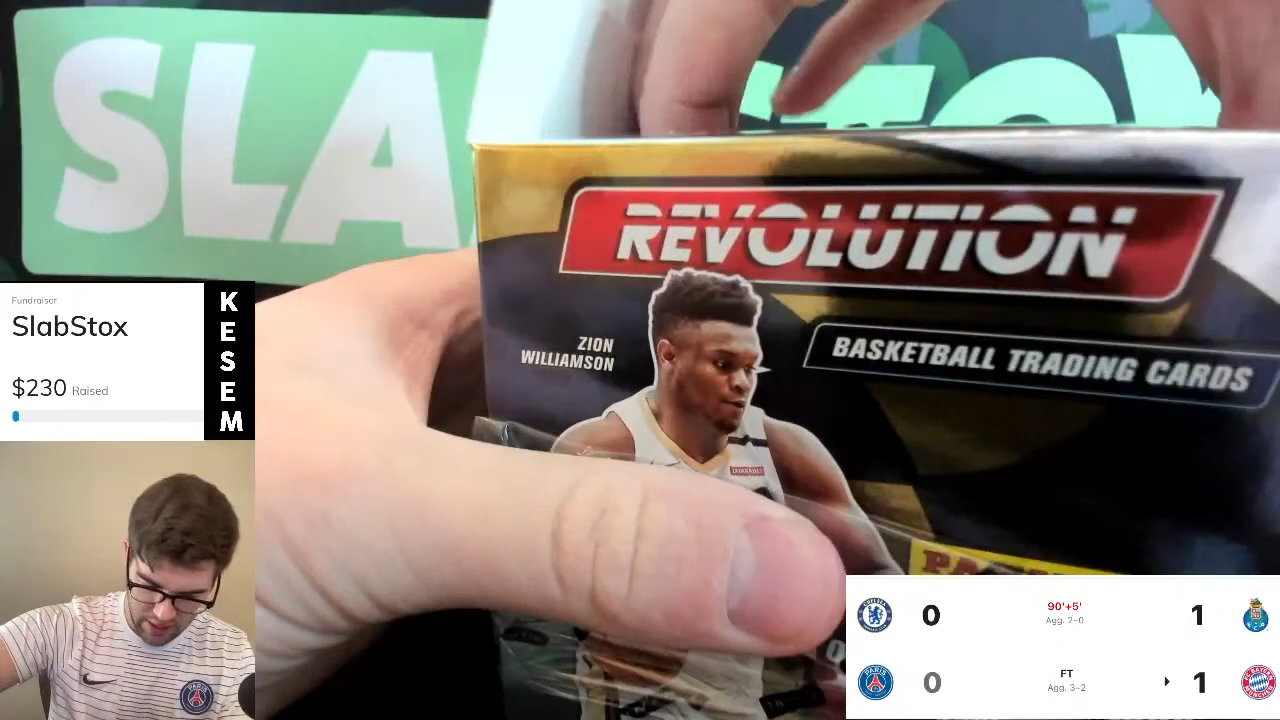 SLA
REVOLUTION
ZION
WILLIAMSON
BASKETBALL TRADING CARDS
Fundraiser
SlabStox
$230 Raised
KESEM
0 90'+5' 1
Agg. 2-0
0 FT 1
Agg. 3-2